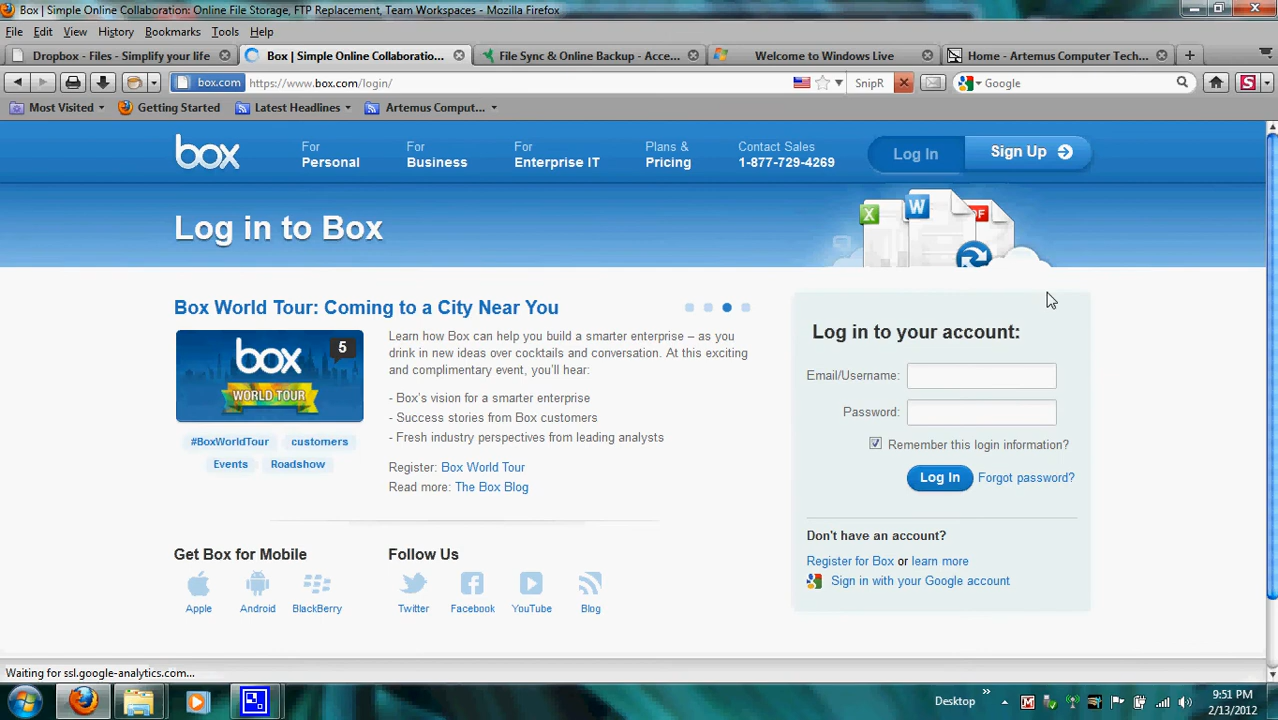 Box | Simple Online Collaboration: Online File Storage, FTP Replacement, Team Workspaces - Mozilla Firefox
File Edit View History Bookmarks Tools Help
Dropbox - Files - Simplify your life
Box | Simple Online Collaboratio...
File Sync & Online Backup - Acce...
Welcome to Windows Live
Home - Artemus Computer Tech...
box.com https://www.box.com/login/
SnipR
Google
Most Visited Getting Started Latest Headlines Artemus Comput...
box
For Personal
For Business
For Enterprise IT
Plans & Pricing
Contact Sales
1-877-729-4269
Log In
Sign Up
Log in to Box
X W PDF
Box World Tour: Coming to a City Near You
box
5
WORLD TOUR
#BoxWorldTour customers
Events Roadshow
Learn how Box can help you build a smarter enterprise – as you
drink in new ideas over cocktails and conversation. At this exciting
and complimentary event, you'll hear:
- Box's vision for a smarter enterprise
- Success stories from Box customers
- Fresh industry perspectives from leading analysts
Register: Box World Tour
Read more: The Box Blog
Log in to your account:
Email/Username:
Password:
Remember this login information?
Log In Forgot password?
Don't have an account?
Register for Box or learn more
Sign in with your Google account
Get Box for Mobile
Apple Android BlackBerry
Follow Us
Twitter Facebook YouTube Blog
Waiting for ssl.google-analytics.com...
Desktop
9:51 PM
2/13/2012